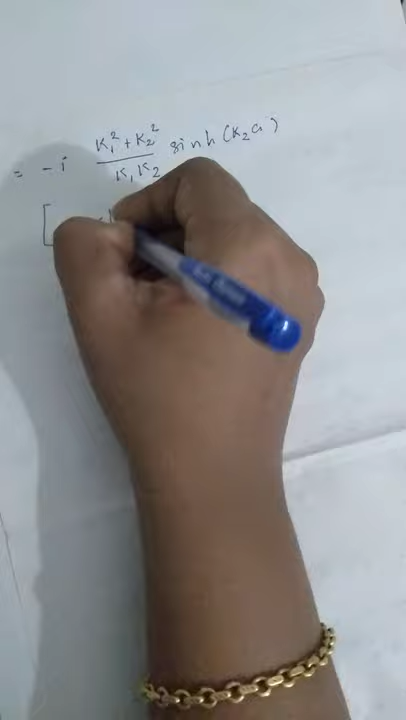 = -i (K₁² + K₂²)/(K₁K₂) sinh(K₂a)
[